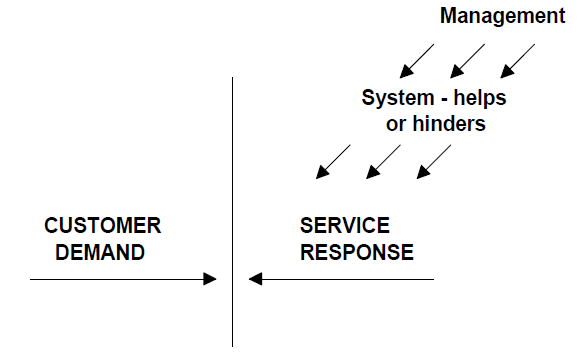 Management
System - helps
or hinders
CUSTOMER
DEMAND
SERVICE
RESPONSE